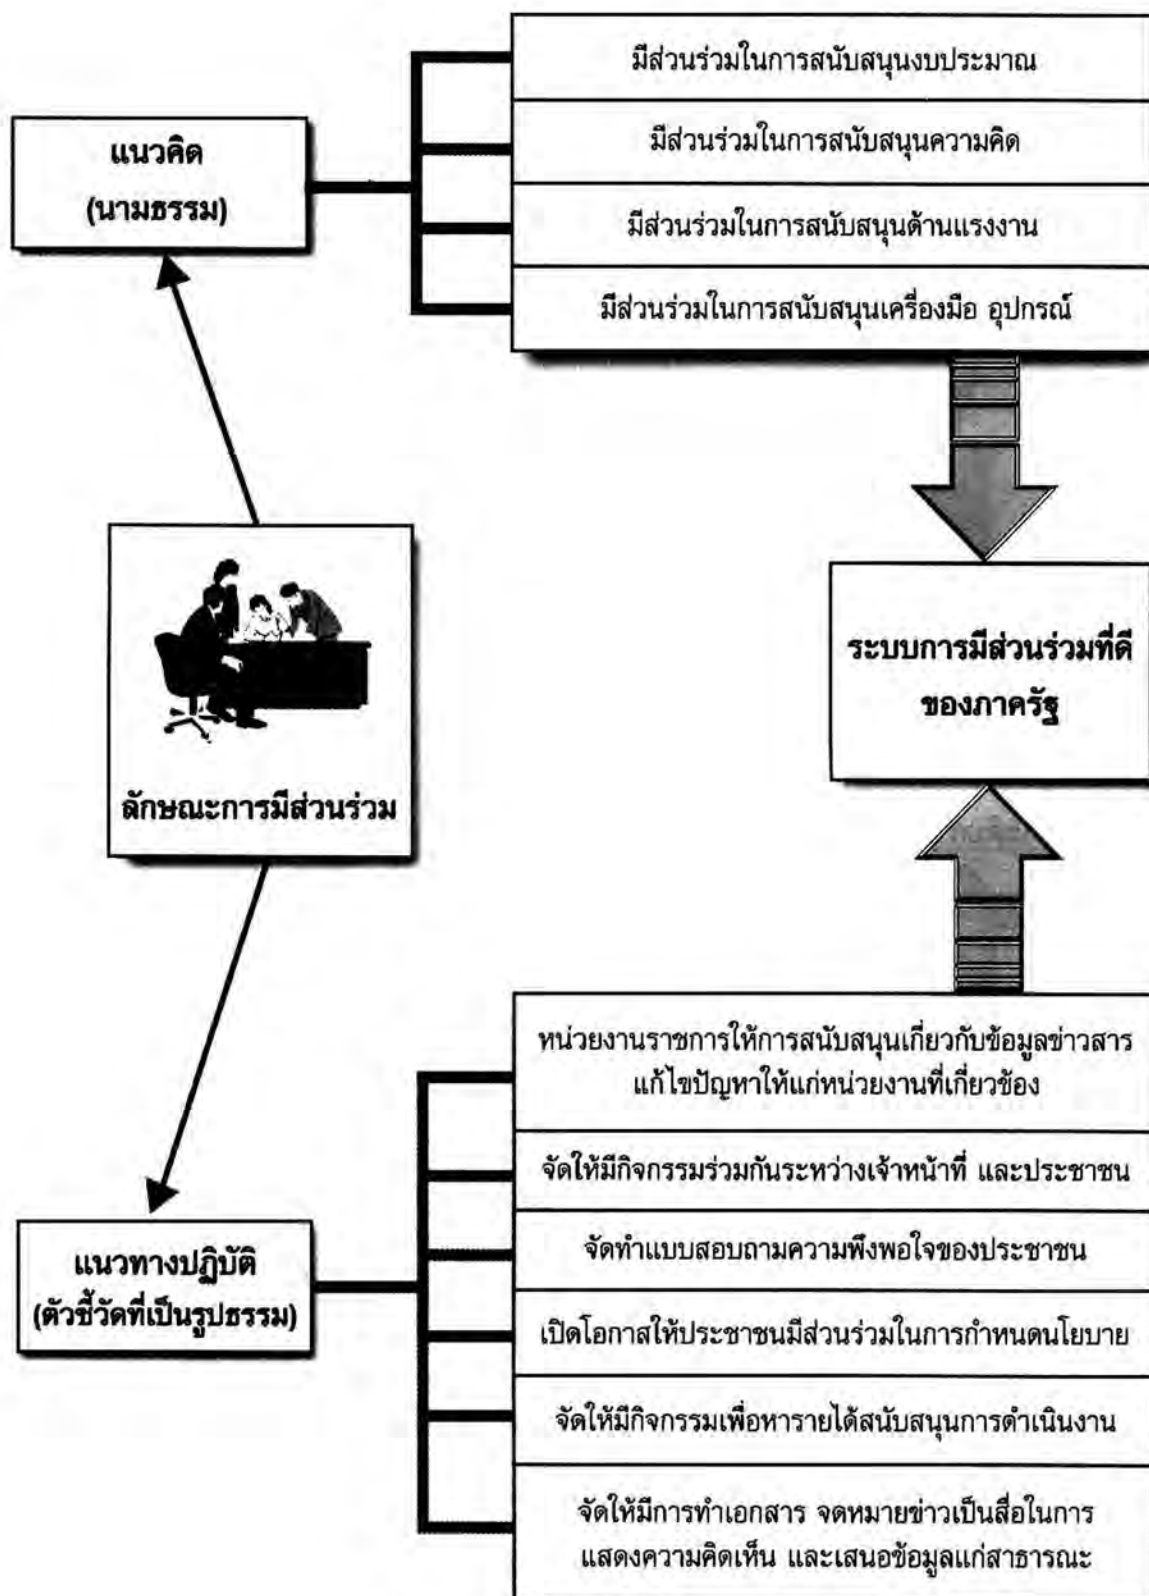 มีส่วนร่วมในการสนับสนุนงบประมาณ
มีส่วนร่วมในการสนับสนุนความคิด
แนวคิด
(นามธรรม)
มีส่วนร่วมในการสนับสนุนด้านแรงงาน
มีส่วนร่วมในการสนับสนุนเครื่องมือ อุปกรณ์
ลักษณะการมีส่วนร่วม
ระบบการมีส่วนร่วมที่ดี
ของภาครัฐ
หน่วยงานราชการให้การสนับสนุนเกี่ยวกับข้อมูลข่าวสาร
แก้ไขปัญหาให้แก่หน่วยงานที่เกี่ยวข้อง
จัดให้มีกิจกรรมร่วมกันระหว่างเจ้าหน้าที่ และประชาชน
แนวทางปฏิบัติ
(ตัวชี้วัดที่เป็นรูปธรรม)
จัดทำแบบสอบถามความพึงพอใจของประชาชน
เปิดโอกาสให้ประชาชนมีส่วนร่วมในการกำหนดนโยบาย
จัดให้มีกิจกรรมเพื่อหารายได้สนับสนุนการดำเนินงาน
จัดให้มีการทำเอกสาร จดหมายข่าวเป็นสื่อในการ
แสดงความคิดเห็น และเสนอข้อมูลแก่สาธารณะ